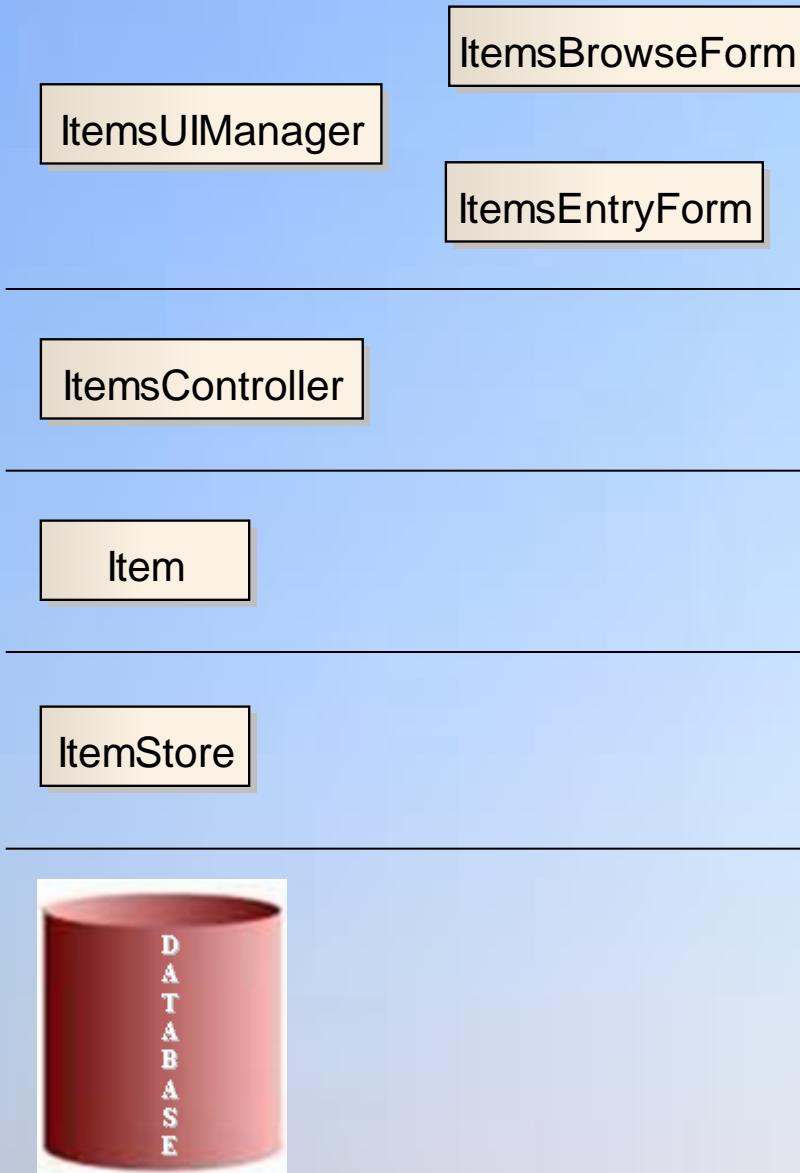 ItemsBrowseForm
ItemsUIManager
ItemsEntryForm
ItemsController
Item
ItemStore
DATABASE